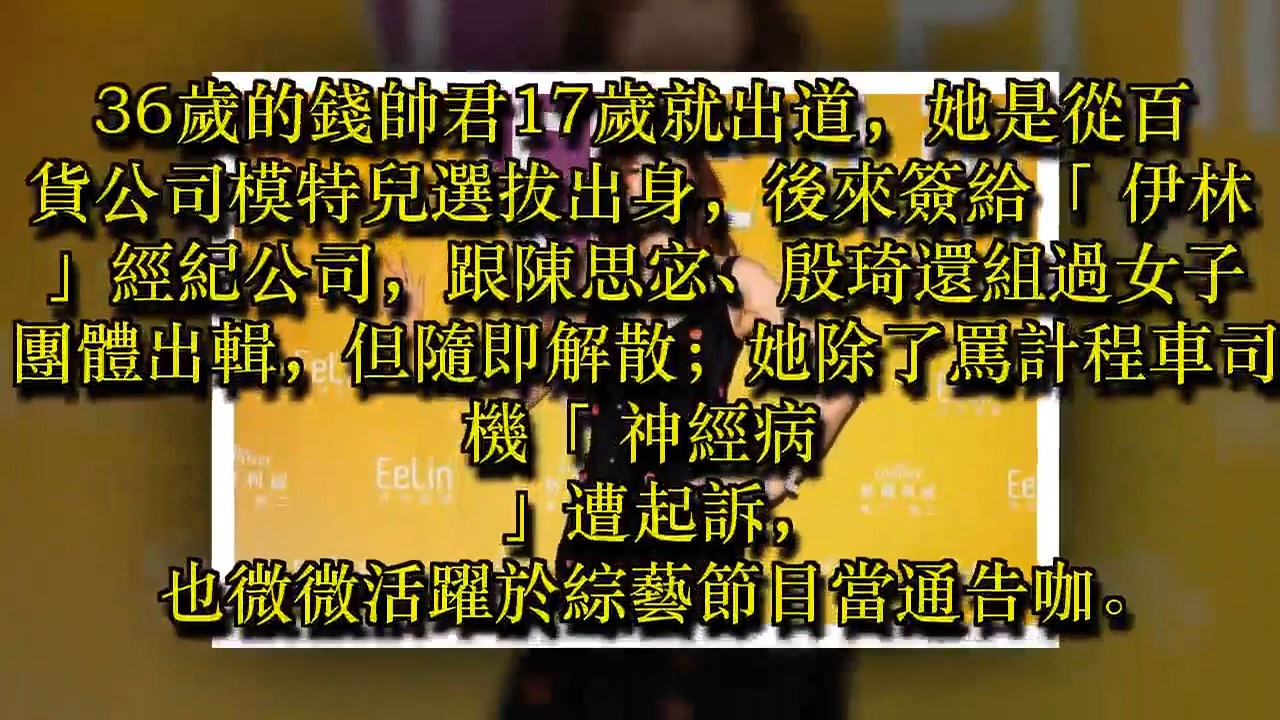 36歲的錢帥君17歲就出道，她是從百
貨公司模特兒選拔出身，後來簽給「 伊林
」經紀公司，跟陳思宓、殷琦還組過女子
團體出輯，但隨即解散；她除了罵計程車司
機「 神經病
」遭起訴，
也微微活躍於綜藝節目當通告咖。
EeLin